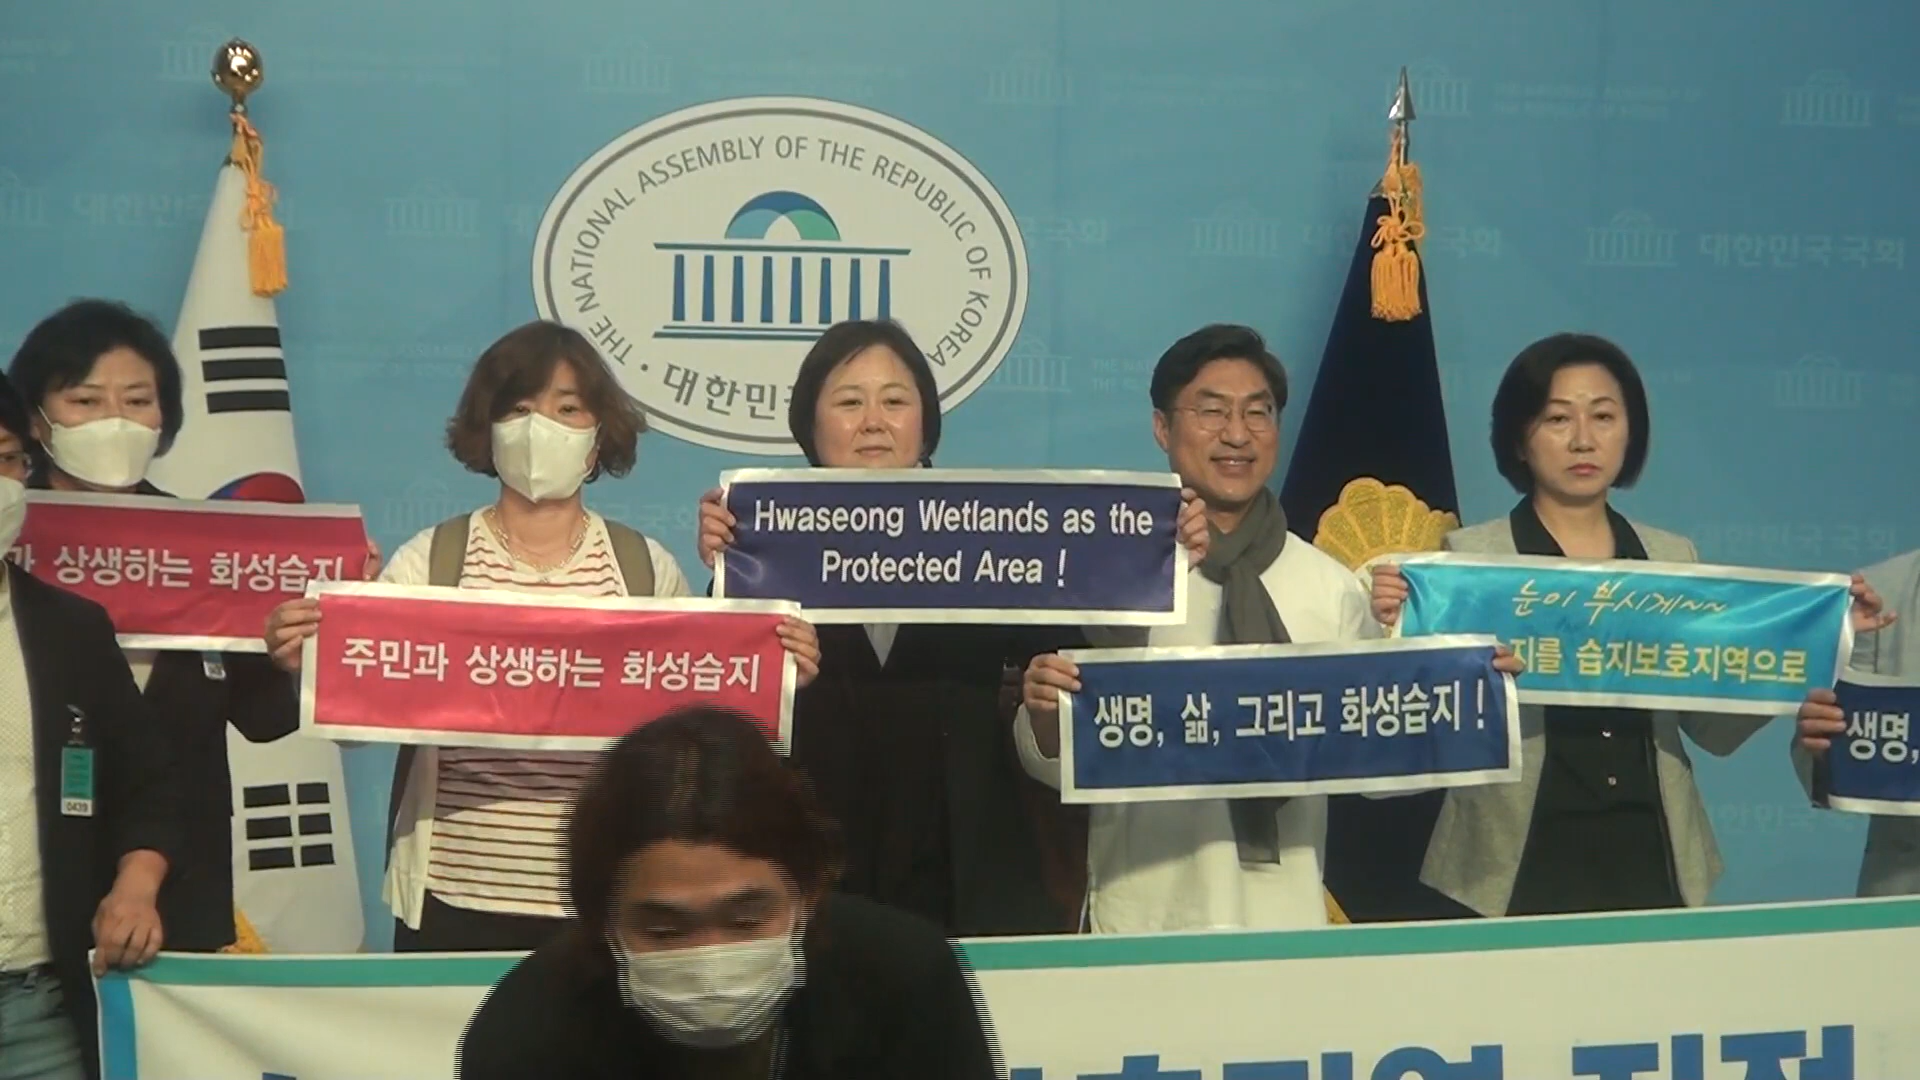 THE NATIONAL ASSEMBLY OF THE REPUBLIC OF KOREA
대한민
대한민국국회
상생하는 화성습지
주민과 상생하는 화성습지
Hwaseong Wetlands as the
Protected Area !
생명, 삶, 그리고 화성습지 !
눈이 부시게~~
지를 습지보호지역으로
생명,
0439
지정